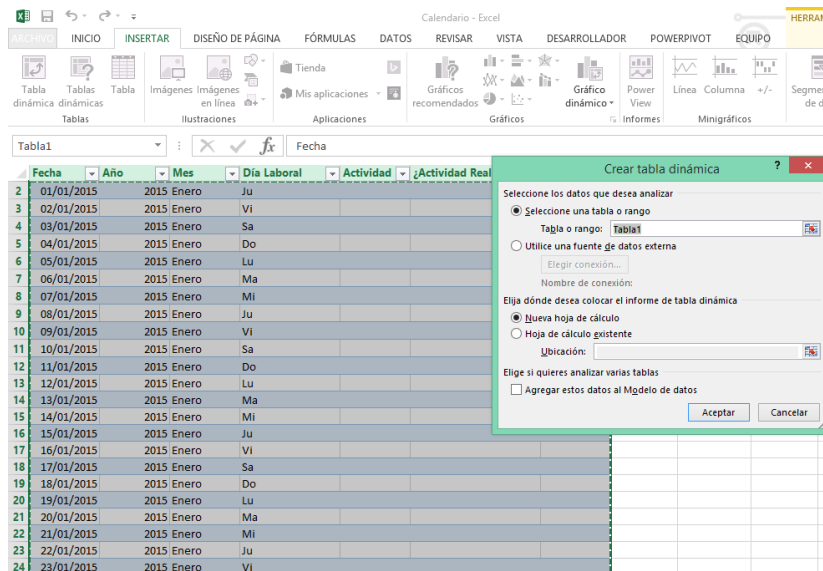 Calendario - Excel
HERRAM
ARCHIVO INICIO INSERTAR DISEÑO DE PÁGINA FÓRMULAS DATOS REVISAR VISTA DESARROLLADOR POWERPIVOT EQUIPO
Tabla dinámica
Tablas dinámicas
Tabla
Imágenes
Imágenes en línea
Tienda
Mis aplicaciones
Gráficos recomendados
Gráfico dinámico
Power View
Línea
Columna
+/-
Segmen
de d
Tablas
Ilustraciones
Aplicaciones
Gráficos
Informes
Minigráficos
Tabla1
fx
Fecha
Fecha Año Mes Día Laboral Actividad ¿Actividad Real
2 01/01/2015 2015 Enero Ju
3 02/01/2015 2015 Enero Vi
4 03/01/2015 2015 Enero Sa
5 04/01/2015 2015 Enero Do
6 05/01/2015 2015 Enero Lu
7 06/01/2015 2015 Enero Ma
8 07/01/2015 2015 Enero Mi
9 08/01/2015 2015 Enero Ju
10 09/01/2015 2015 Enero Vi
11 10/01/2015 2015 Enero Sa
12 11/01/2015 2015 Enero Do
13 12/01/2015 2015 Enero Lu
14 13/01/2015 2015 Enero Ma
15 14/01/2015 2015 Enero Mi
16 15/01/2015 2015 Enero Ju
17 16/01/2015 2015 Enero Vi
18 17/01/2015 2015 Enero Sa
19 18/01/2015 2015 Enero Do
20 19/01/2015 2015 Enero Lu
21 20/01/2015 2015 Enero Ma
22 21/01/2015 2015 Enero Mi
23 22/01/2015 2015 Enero Ju
24 23/01/2015 2015 Enero Vi
Crear tabla dinámica
?
Seleccione los datos que desea analizar
Seleccione una tabla o rango
Tabla o rango: Tabla1
Utilice una fuente de datos externa
Elegir conexión...
Nombre de conexión:
Elija dónde desea colocar el informe de tabla dinámica
Nueva hoja de cálculo
Hoja de cálculo existente
Ubicación:
Elige si quieres analizar varias tablas
Agregar estos datos al Modelo de datos
Aceptar Cancelar